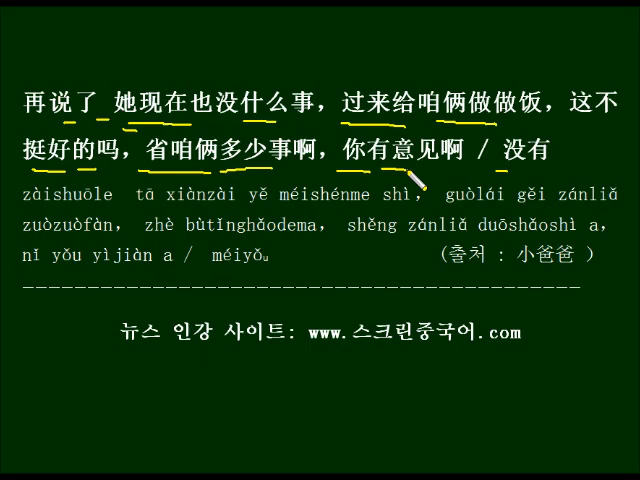 再说了 她现在也没什么事，过来给咱俩做做饭，这不
挺好的吗，省咱俩多少事啊，你有意见啊 / 没有
zàishuōle tā xiànzài yě méishénme shì, guòlái gěi zánliǎ
zuòzuòfàn, zhè bùtǐnghǎodema, shěng zánliǎ duōshǎoshì a,
nǐ yǒu yìjiàn a / méiyǒu (출처 : 小爸爸 )
------------------------------------------
뉴스 인강 사이트: www.스크린중국어.com